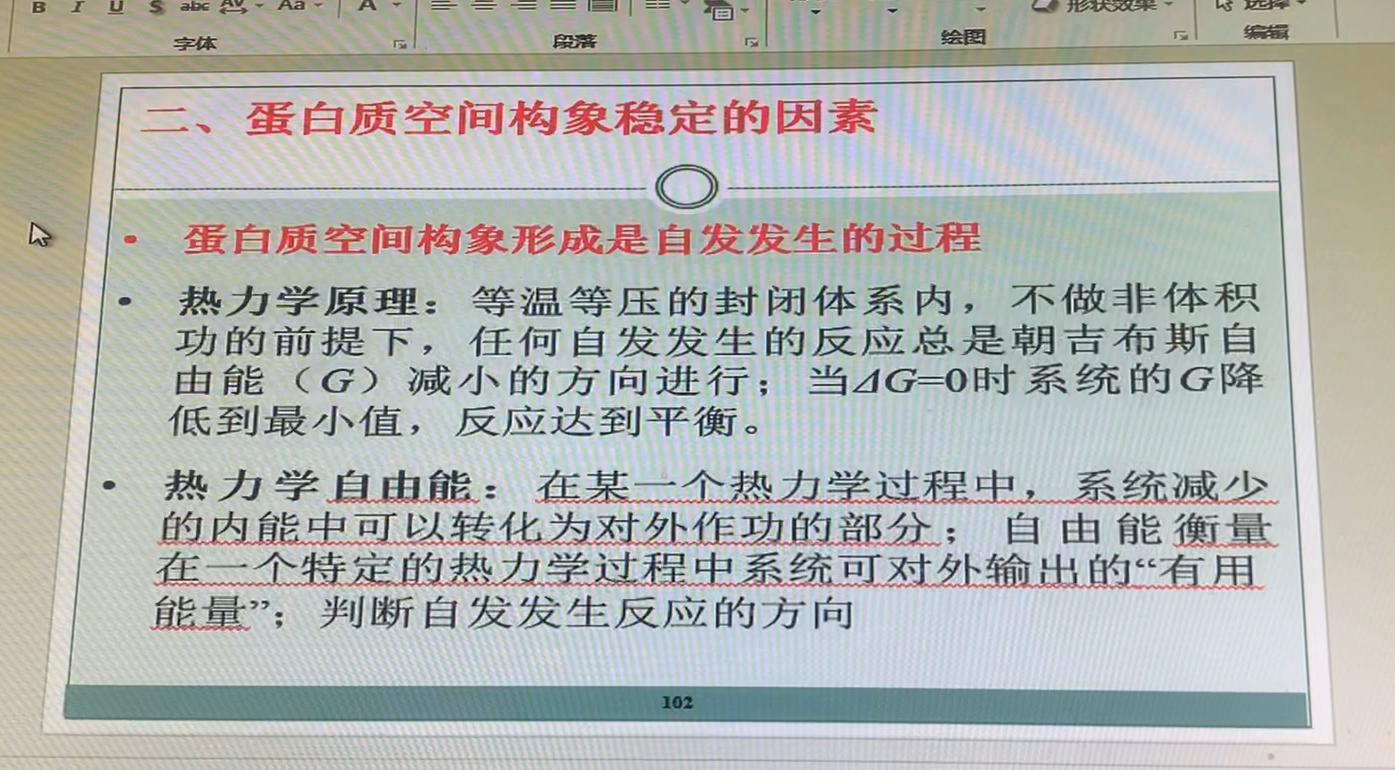 B I U S abc AV Aa A
形状效果 选择
字体 段落 绘图 编辑
二、蛋白质空间构象稳定的因素
• 蛋白质空间构象形成是自发发生的过程
• 热力学原理：等温等压的封闭体系内，不做非体积
功的前提下，任何自发发生的反应总是朝吉布斯自
由能（G）减小的方向进行；当ΔG=0时系统的G降
低到最小值，反应达到平衡。
• 热力学自由能：在某一个热力学过程中，系统减少
的内能中可以转化为对外作功的部分；自由能衡量
在一个特定的热力学过程中系统可对外输出的“有用
能量”；判断自发发生反应的方向
102